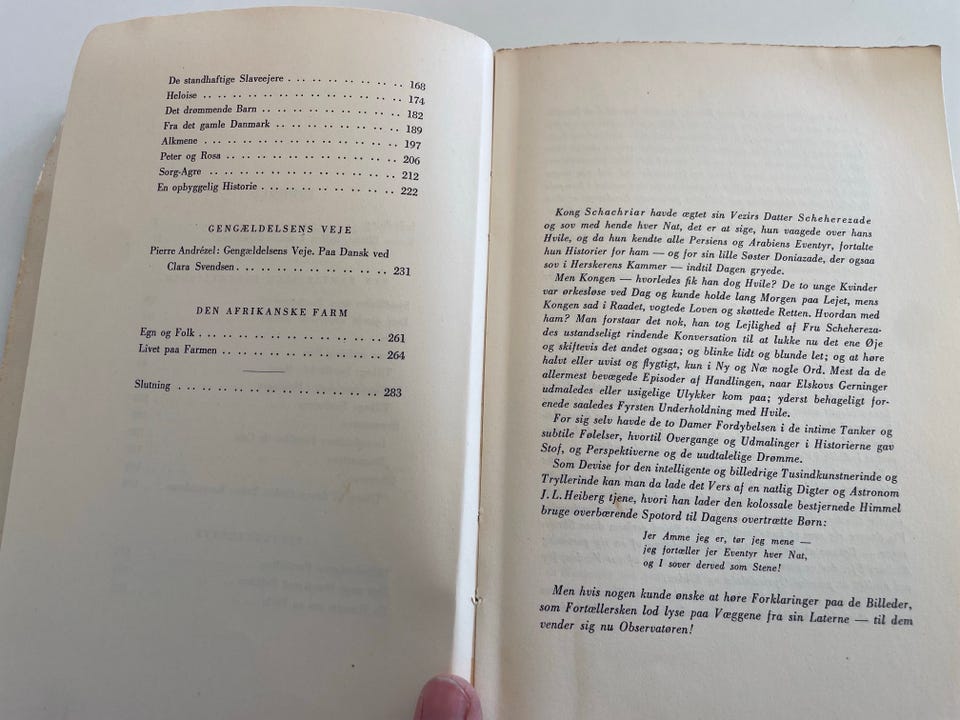 De standhaftige Slaveejere .. .. .. .. .. .. .. 168
Heloise .. .. .. .. .. .. .. .. .. .. .. 174
Det drømmende Barn .. .. .. .. .. .. .. .. 182
Fra det gamle Danmark .. .. .. .. .. .. .. 189
Alkmene .. .. .. .. .. .. .. .. .. .. .. 197
Peter og Rosa .. .. .. .. .. .. .. .. .. 206
Sorg-Agre .. .. .. .. .. .. .. .. .. .. 212
En opbyggelig Historie .. .. .. .. .. .. .. 222
GENGÆLDELSENS VEJE
Pierre Andrézel: Gengældelsens Veje. Paa Dansk ved
Clara Svendsen. .. .. .. .. .. .. .. .. 231
DEN AFRIKANSKE FARM
Egn og Folk .. .. .. .. .. .. .. .. .. .. 261
Livet paa Farmen .. .. .. .. .. .. .. .. .. 264
Slutning .. .. .. .. .. .. .. .. .. .. .. 283
Kong Schachriar havde ægtet sin Vezirs Datter Scheherezade
og sov med hende hver Nat, det er at sige, hun vaagede over hans
Hvile, og da hun kendte alle Persiens og Arabiens Eventyr, fortalte
hun Historier for ham — og for sin lille Søster Doniazade, der ogsaa
sov i Herskerens Kammer — indtil Dagen gryede.
Men Kongen — hvorledes fik han dog Hvile? De to unge Kvinder
var ørkesløse ved Dag og kunde holde lang Morgen paa Lejet, mens
Kongen sad i Raadet, vogtede Loven og skøttede Retten. Hvordan med
ham? Man forstaar det nok, han tog Lejlighed af Fru Schehereza-
des ustandseligt rindende Konversation til at lukke nu det ene Øje
og skiftevis det andet ogsaa; og blinke lidt og blunde let; og at høre
halvt eller uvist og flygtigt, kun i Ny og Næ nogle Ord. Mest da de
allermest bevægede Episoder af Handlingen, naar Elskovs Gerninger
udmaledes eller usigelige Ulykker kom paa; yderst behageligt for-
enede saaledes Fyrsten Underholdning med Hvile.
For sig selv havde de to Damer Fordybelsen i de intime Tanker og
subtile Følelser, hvortil Overgange og Udmalinger i Historierne gav
Stof, og Perspektiverne og de uudtalelige Drømme.
Som Devise for den intelligente og billedrige Tusindkunstnerinde og
Tryllerinde kan man da lade det Vers af en natlig Digter og Astronom
J. L. Heiberg tjene, hvori han lader den kolossale bestjernede Himmel
bruge overbærende Spotord til Dagens overtrætte Børn:
Jer Amme jeg er, tør jeg mene —
jeg fortæller jer Eventyr hver Nat,
og I sover derved som Stene!
Men hvis nogen kunde ønske at høre Forklaringer paa de Billeder,
som Fortællersken lod lyse paa Væggene fra sin Laterne — til dem
vender sig nu Observatøren!